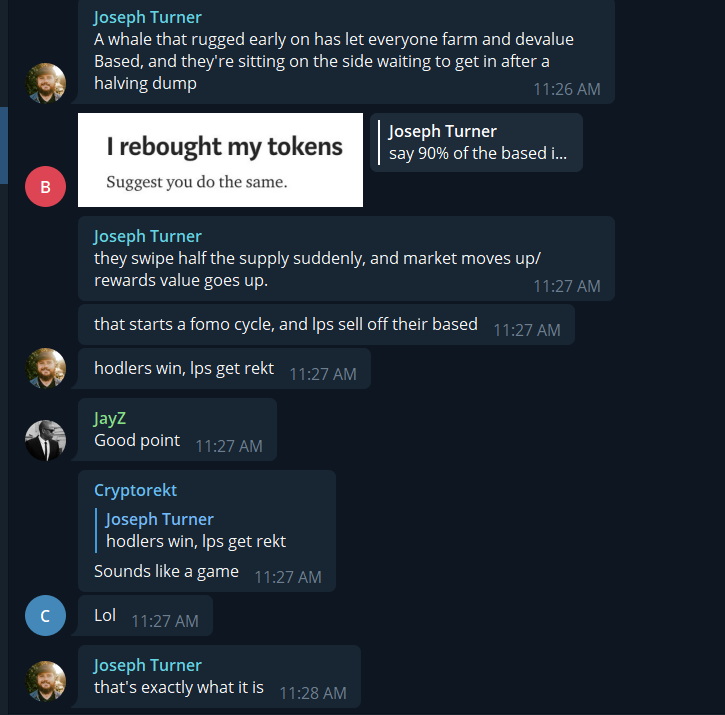 Joseph Turner
A whale that rugged early on has let everyone farm and devalue
Based, and they're sitting on the side waiting to get in after a
halving dump
11:26 AM
I rebought my tokens
Suggest you do the same.
Joseph Turner
say 90% of the based i...
B
Joseph Turner
they swipe half the supply suddenly, and market moves up/
rewards value goes up.
11:27 AM
that starts a fomo cycle, and lps sell off their based 11:27 AM
hodlers win, lps get rekt 11:27 AM
JayZ
Good point 11:27 AM
Cryptorekt
Joseph Turner
hodlers win, lps get rekt
Sounds like a game 11:27 AM
C
Lol 11:27 AM
Joseph Turner
that's exactly what it is 11:28 AM